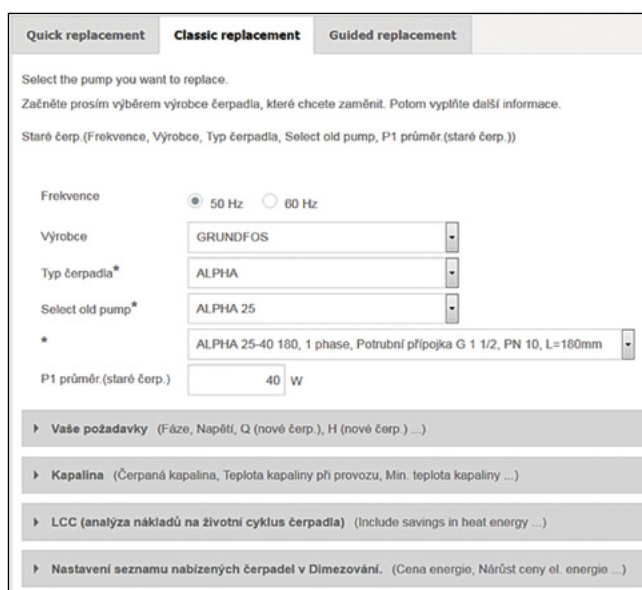 Quick replacement Classic replacement Guided replacement
Select the pump you want to replace.
Začněte prosím výběrem výrobce čerpadla, které chcete zaměnit. Potom vyplňte další informace.
Staré čerp.(Frekvence, Výrobce, Typ čerpadla, Select old pump, P1 průměr.(staré čerp.))
Frekvence 50 Hz 60 Hz
Výrobce GRUNDFOS
Typ čerpadla* ALPHA
Select old pump* ALPHA 25
* ALPHA 25-40 180, 1 phase, Potrubní přípojka G 1 1/2, PN 10, L=180mm
P1 průměr.(staré čerp.) 40 W
Vaše požadavky (Fáze, Napětí, Q (nové čerp.), H (nové čerp.) ...)
Kapalina (Čerpaná kapalina, Teplota kapaliny při provozu, Min. teplota kapaliny ...)
LCC (analýza nákladů na životní cyklus čerpadla) (Include savings in heat energy ...)
Nastavení seznamu nabízených čerpadel v Dimezování. (Cena energie, Nárůst ceny el. energie ...)